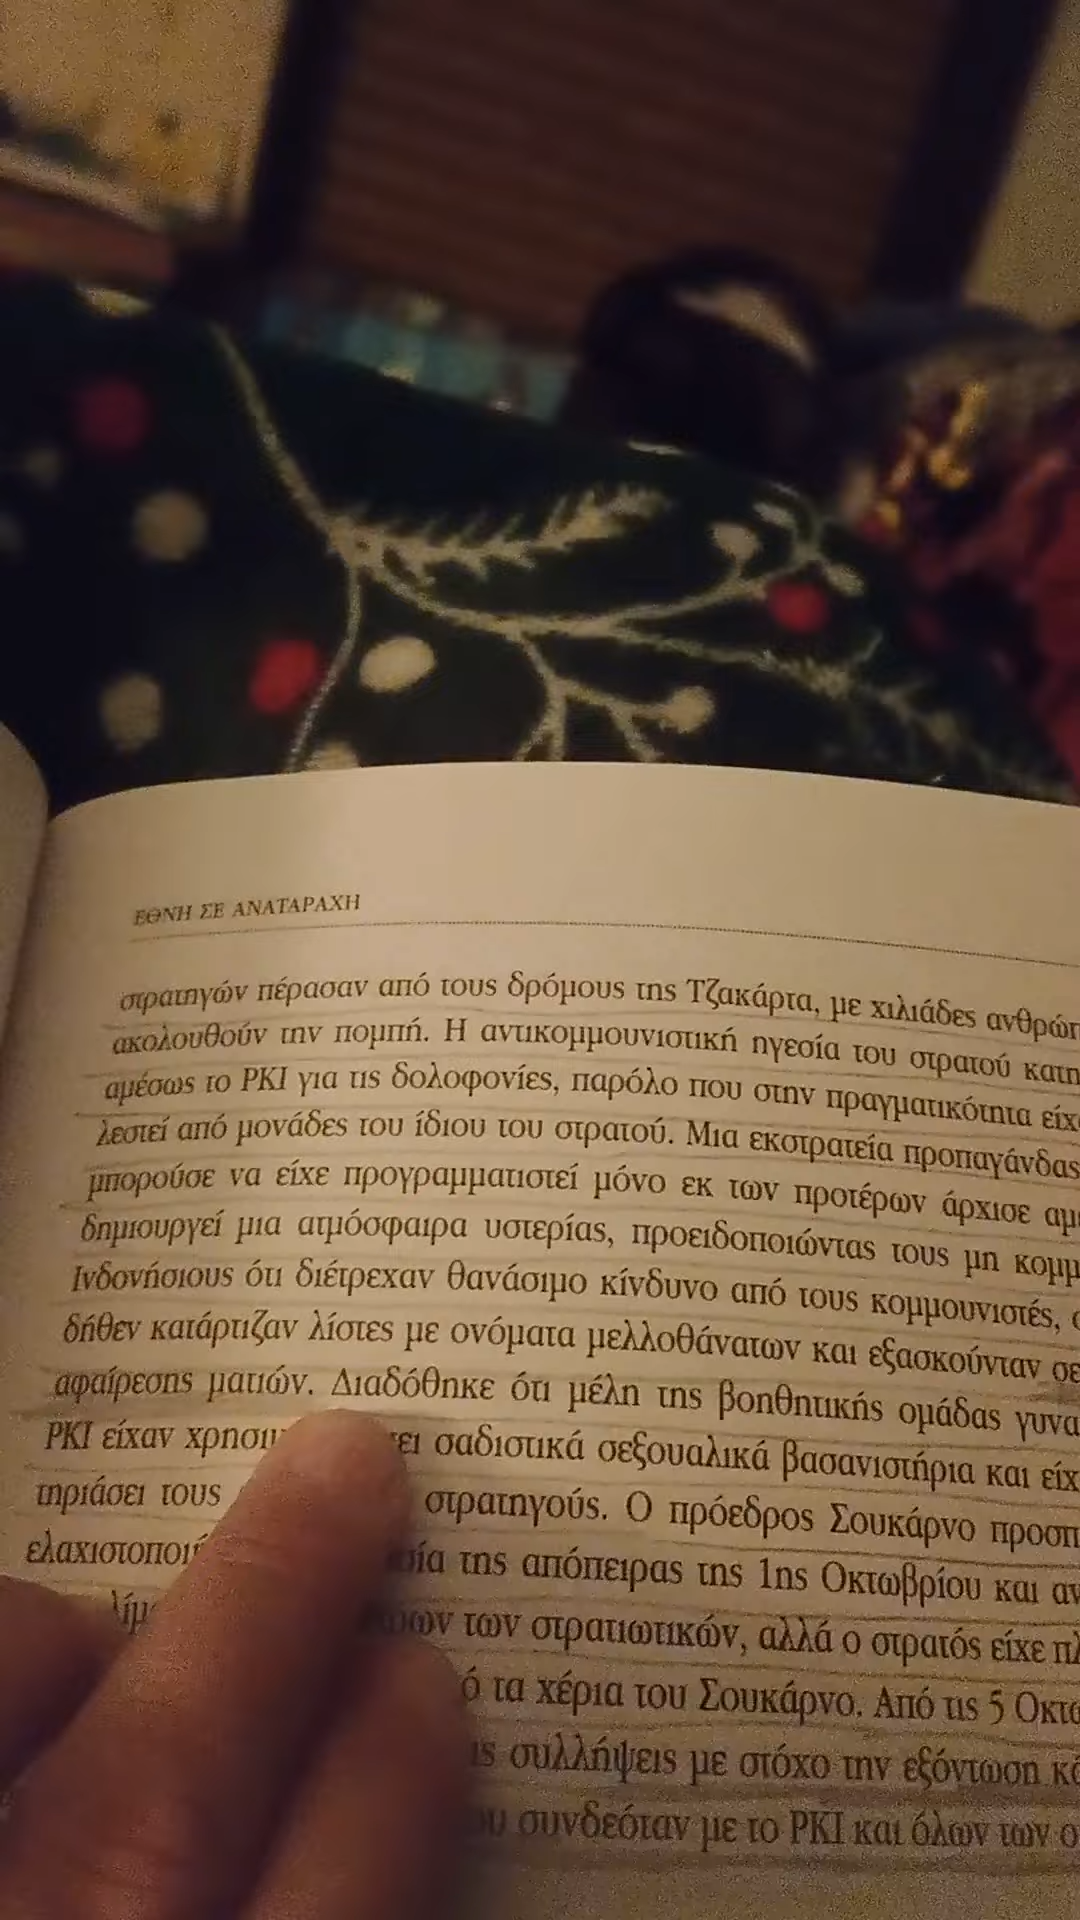 ΕΘΝΗ ΣΕ ΑΝΑΤΑΡΑΧΗ
στρατηγών πέρασαν από τους δρόμους της Τζακάρτα, με χιλιάδες
ακολουθούν την πομπή. Η αντικομμουνιστική ηγεσία του στρατού
αμέσως το PKI για τις δολοφονίες, παρόλο που στην πραγματικότητα
λεστεί από μονάδες του ίδιου του στρατού. Μια εκστρατεία προπαγάνδας
μπορούσε να είχε προγραμματιστεί μόνο εκ των προτέρων άρχισε
δημιουργεί μια ατμόσφαιρα υστερίας, προειδοποιώντας τους μη
Ινδονήσιους ότι διέτρεχαν θανάσιμο κίνδυνο από τους κομμουνιστές,
δήθεν κατάρτιζαν λίστες με ονόματα μελλοθάνατων και εξασκούνταν σε
αφαίρεσης ματιών. Διαδόθηκε ότι μέλη της βοηθητικής ομάδας
PKI είχαν σαδιστικά σεξουαλικά βασανιστήρια και
τηριάσει τους στρατηγούς. Ο πρόεδρος Σουκάρνο
της απόπειρας της 1ης Οκτωβρίου και
των στρατιωτικών, αλλά ο στρατός είχε
τα χέρια του Σουκάρνο. Από τις 5
συλλήψεις με στόχο την εξόντωση
συνδεόταν με το PKI και όλων των